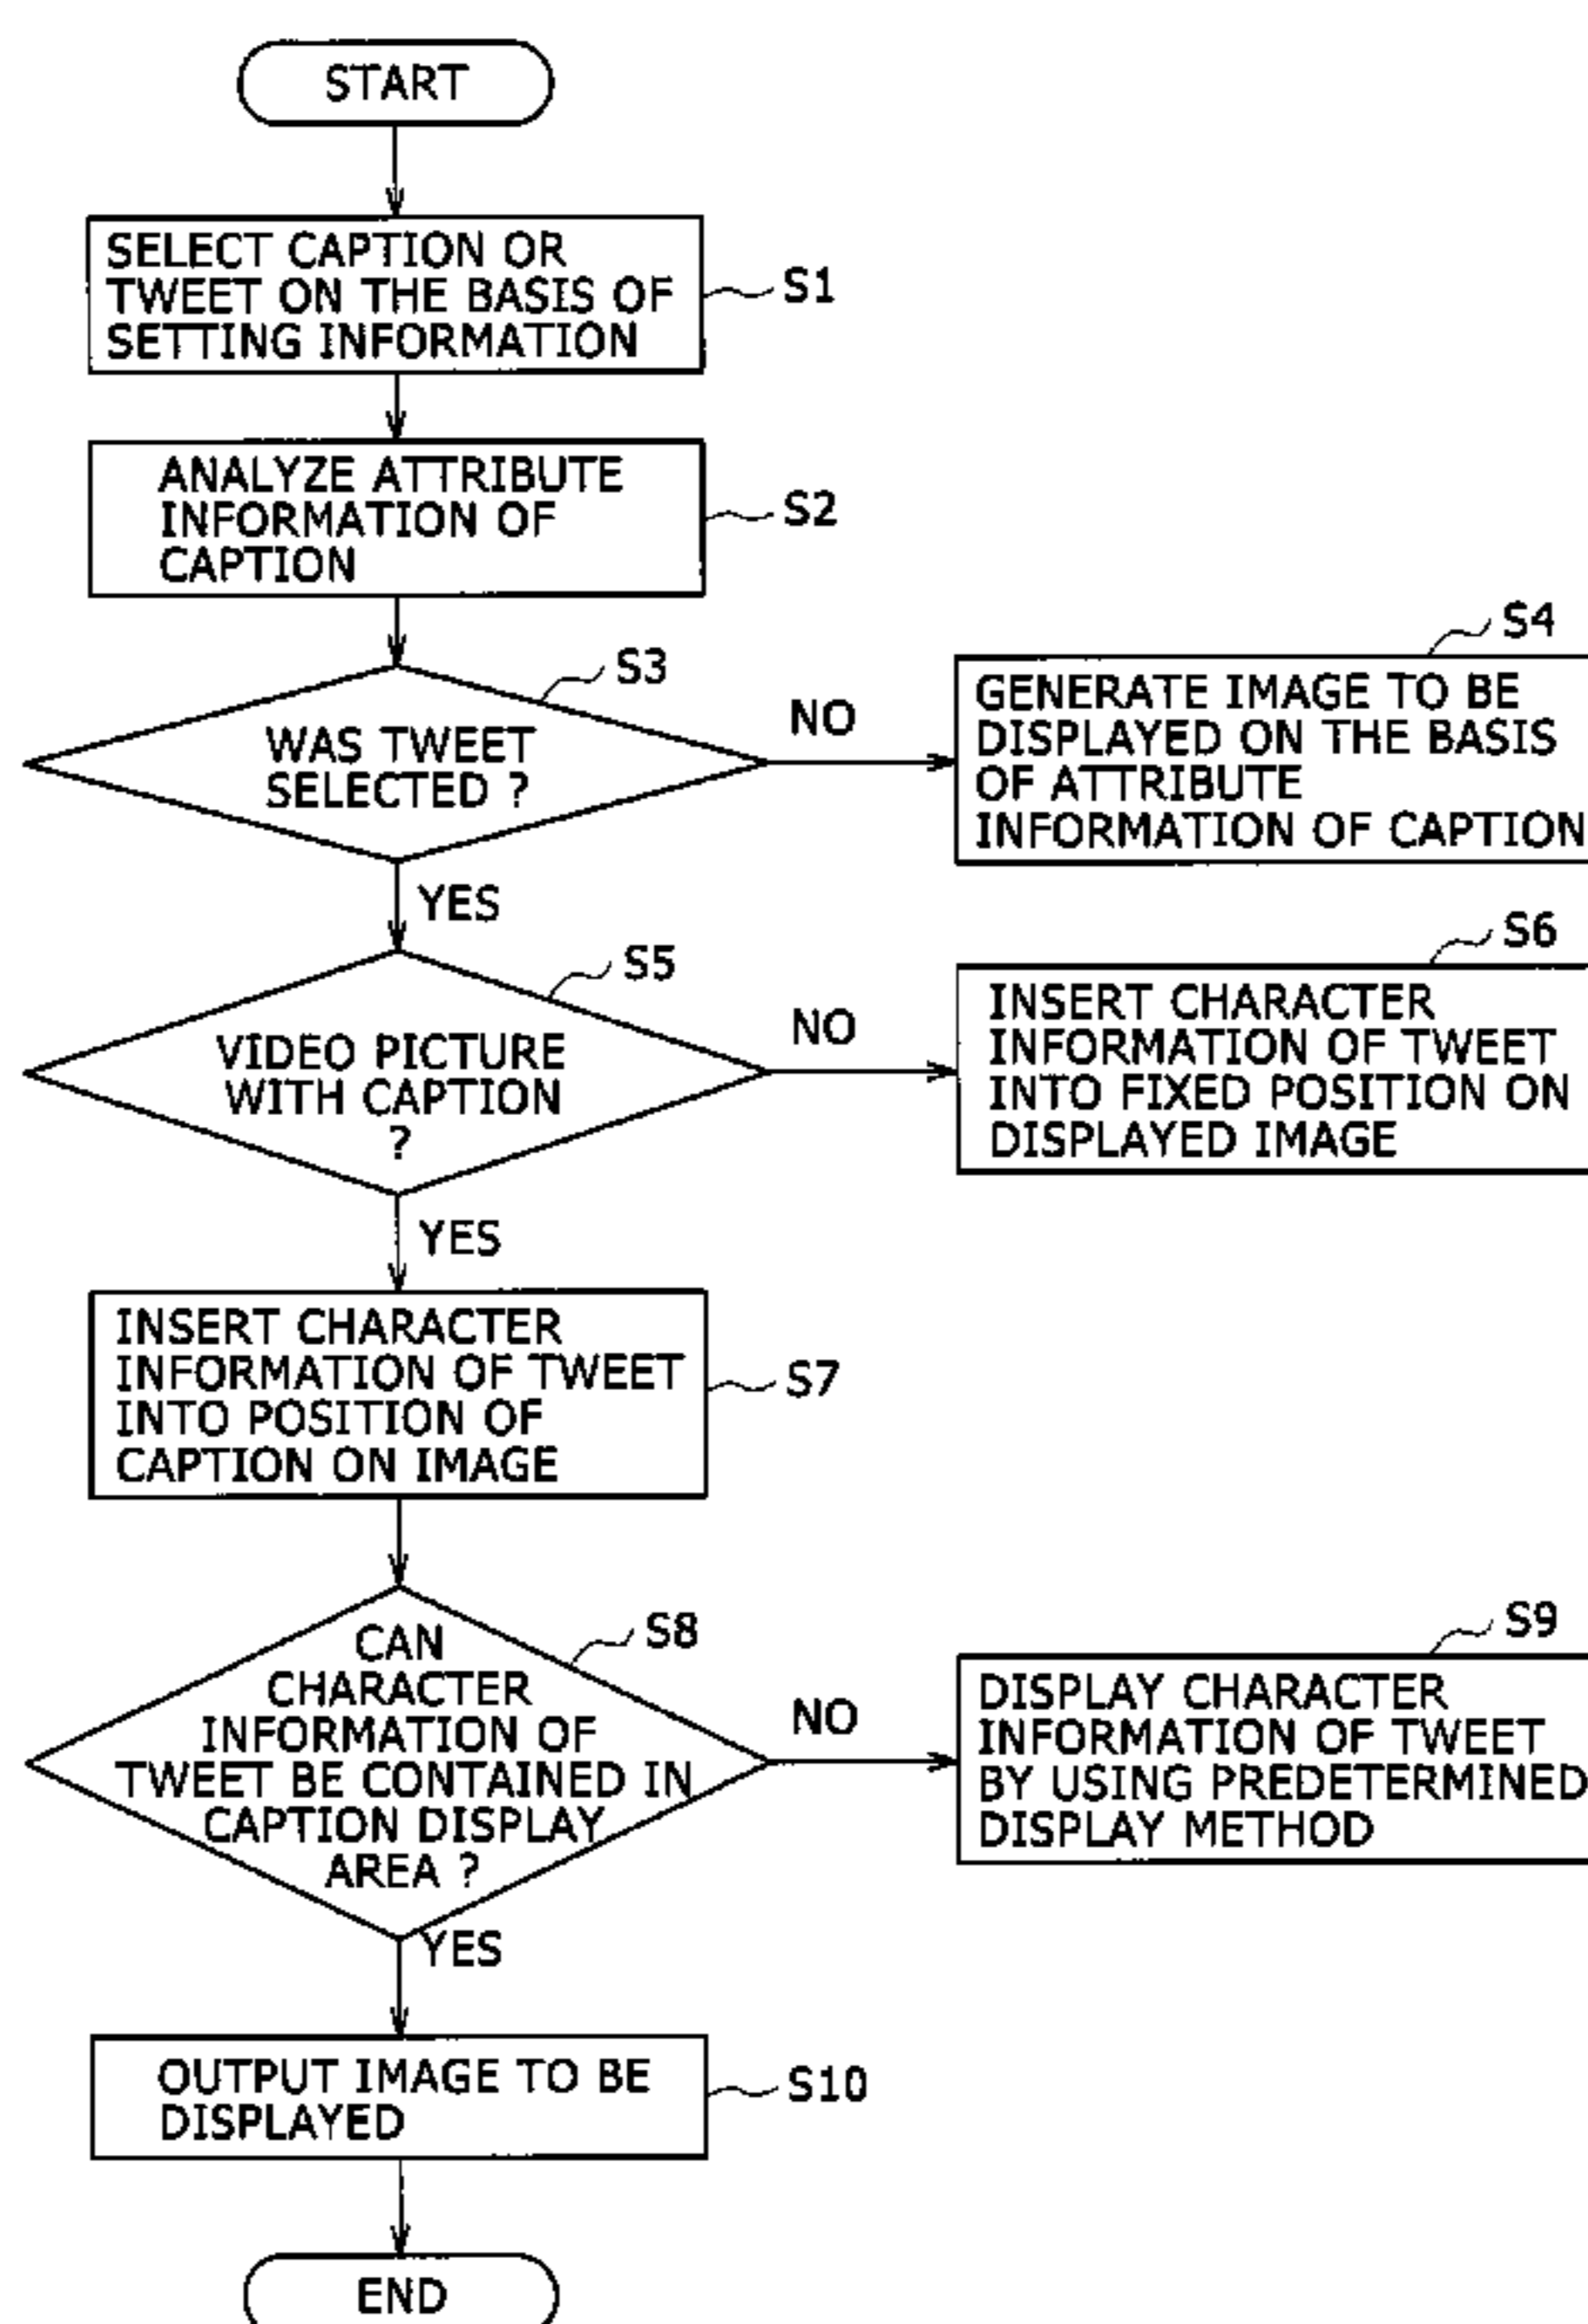 START
SELECT CAPTION OR
TWEET ON THE BASIS OF
SETTING INFORMATION
S1
ANALYZE ATTRIBUTE
INFORMATION OF
CAPTION
S2
WAS TWEET
SELECTED ?
S3
NO
S4
GENERATE IMAGE TO BE
DISPLAYED ON THE BASIS
OF ATTRIBUTE
INFORMATION OF CAPTION
YES
VIDEO PICTURE
WITH CAPTION
?
S5
NO
S6
INSERT CHARACTER
INFORMATION OF TWEET
INTO FIXED POSITION ON
DISPLAYED IMAGE
YES
INSERT CHARACTER
INFORMATION OF TWEET
INTO POSITION OF
CAPTION ON IMAGE
S7
CAN
CHARACTER
INFORMATION OF
TWEET BE CONTAINED IN
CAPTION DISPLAY
AREA ?
S8
NO
S9
DISPLAY CHARACTER
INFORMATION OF TWEET
BY USING PREDETERMINED
DISPLAY METHOD
YES
OUTPUT IMAGE TO BE
DISPLAYED
S10
END